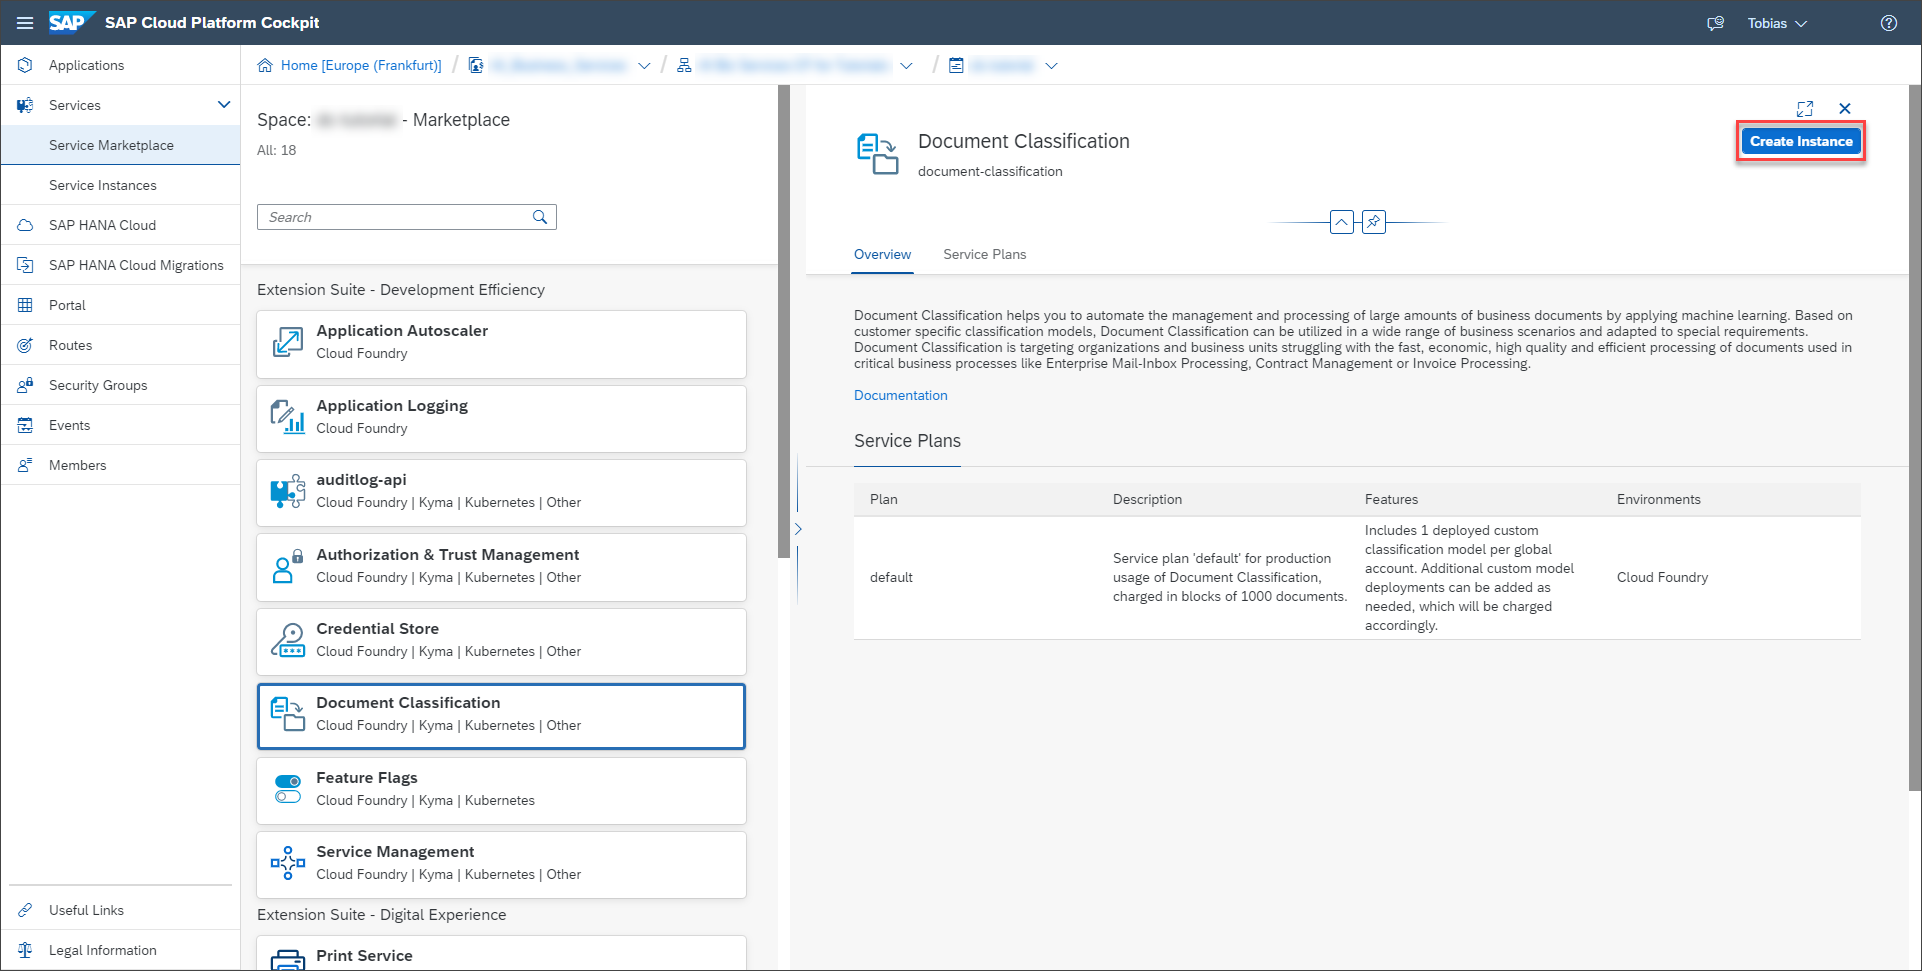 SAP SAP Cloud Platform Cockpit
Tobias
Applications
Services
Service Marketplace
Service Instances
SAP HANA Cloud
SAP HANA Cloud Migrations
Portal
Routes
Security Groups
Events
Members
Useful Links
Legal Information
Home [Europe (Frankfurt)] / / /
Space: - Marketplace
All: 18
Search
Extension Suite - Development Efficiency
Application Autoscaler
Cloud Foundry
Application Logging
Cloud Foundry
auditlog-api
Cloud Foundry | Kyma | Kubernetes | Other
Authorization & Trust Management
Cloud Foundry | Kyma | Kubernetes | Other
Credential Store
Cloud Foundry | Kyma | Kubernetes | Other
Document Classification
Cloud Foundry | Kyma | Kubernetes | Other
Feature Flags
Cloud Foundry | Kyma | Kubernetes
Service Management
Cloud Foundry | Kyma | Kubernetes | Other
Extension Suite - Digital Experience
Print Service
Document Classification
document-classification
Create Instance
Overview
Service Plans
Document Classification helps you to automate the management and processing of large amounts of business documents by applying machine learning. Based on
customer specific classification models, Document Classification can be utilized in a wide range of business scenarios and adapted to special requirements.
Document Classification is targeting organizations and business units struggling with the fast, economic, high quality and efficient processing of documents used in
critical business processes like Enterprise Mail-Inbox Processing, Contract Management or Invoice Processing.
Documentation
Service Plans
Plan
Description
Features
Environments
default
Service plan 'default' for production
usage of Document Classification,
charged in blocks of 1000 documents.
Includes 1 deployed custom
classification model per global
account. Additional custom model
deployments can be added as
needed, which will be charged
accordingly.
Cloud Foundry